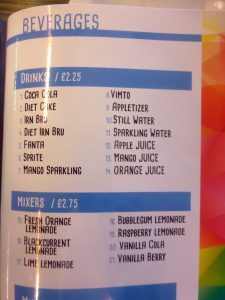 BEVERAGES
DRINKS / £2.25
1. COCA COLA
2. DIET COKE
3. IRN BRU
4. DIET IRN BRU
5. FANTA
6. SPRITE
7. MANGO SPARKLING
8. VIMTO
9. APPLETIZER
10. STILL WATER
11. SPARKLING WATER
12. APPLE JUICE
13. MANGO JUICE
14. ORANGE JUICE
MIXERS / £2.75
15. FRESH ORANGE
LEMONADE
16. BLACKCURRENT
LEMONADE
17. LIME LEMONADE
18. BUBBLEGUM LEMONADE
19. RASPBERRY LEMONADE
20. VANILLA COLA
21. VANILLA BERRY